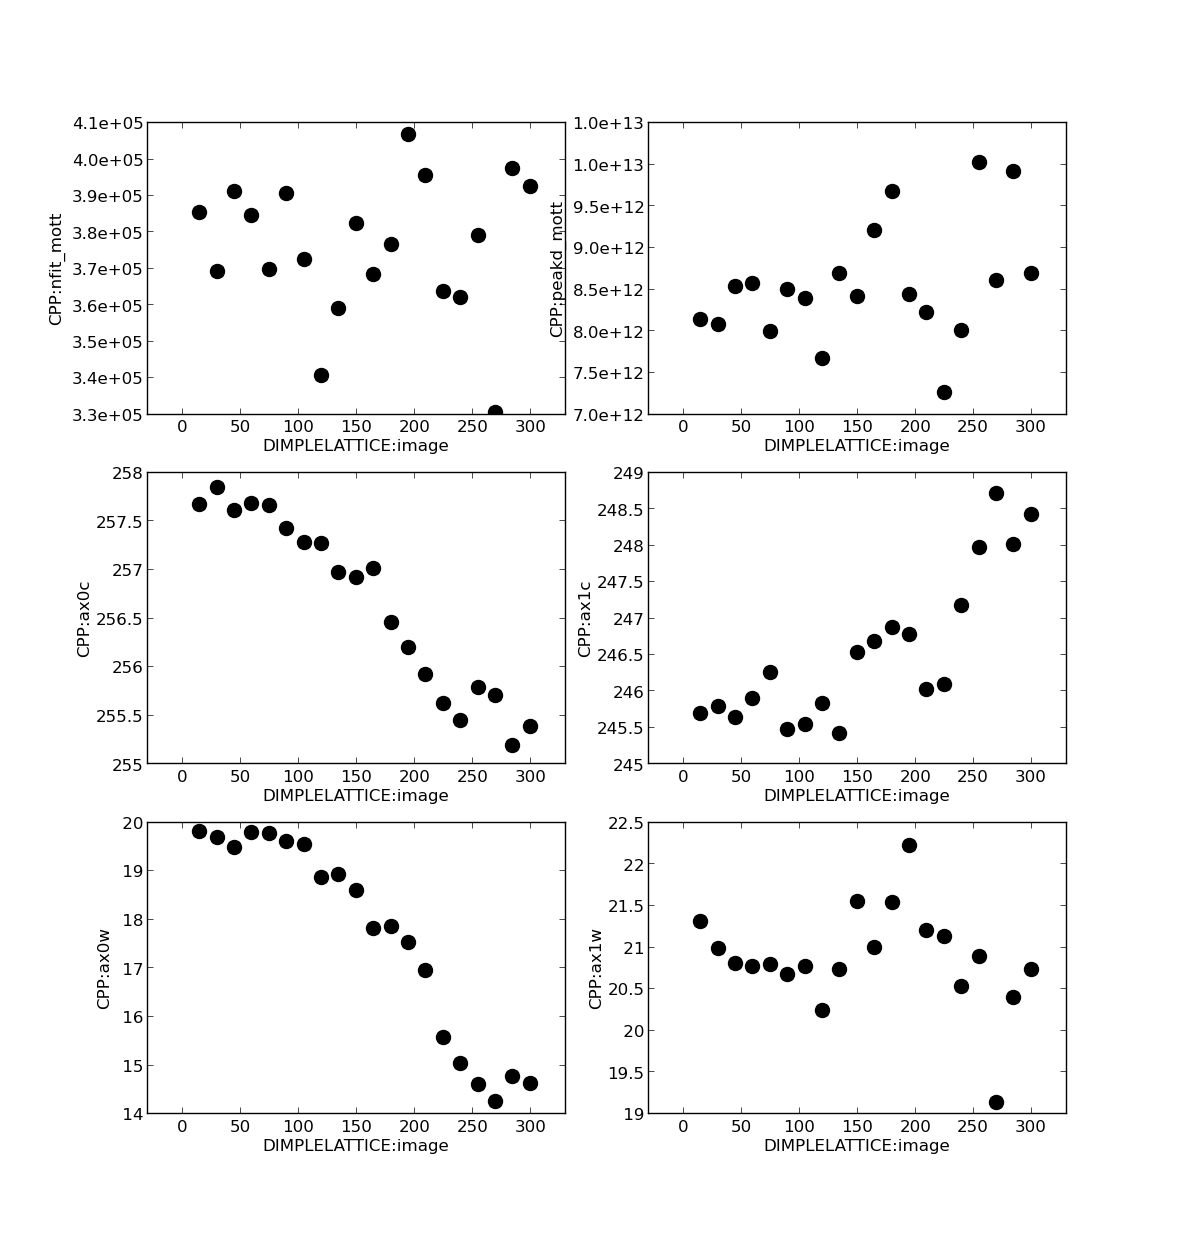 4.1e+05
4.0e+05
3.9e+05
3.8e+05
3.7e+05
3.6e+05
3.5e+05
3.4e+05
3.3e+05
CPP:nfit_mott
0 50 100 150 200 250 300
DIMPLELATTICE:image
1.0e+13
1.0e+13
9.5e+12
9.0e+12
8.5e+12
8.0e+12
7.5e+12
7.0e+12
CPP:peakd_mott
0 50 100 150 200 250 300
DIMPLELATTICE:image
258
257.5
257
256.5
256
255.5
255
CPP:ax0c
0 50 100 150 200 250 300
DIMPLELATTICE:image
249
248.5
248
247.5
247
246.5
246
245.5
245
CPP:ax1c
0 50 100 150 200 250 300
DIMPLELATTICE:image
20
19
18
17
16
15
14
CPP:ax0w
0 50 100 150 200 250 300
DIMPLELATTICE:image
22.5
22
21.5
21
20.5
20
19.5
19
CPP:ax1w
0 50 100 150 200 250 300
DIMPLELATTICE:image